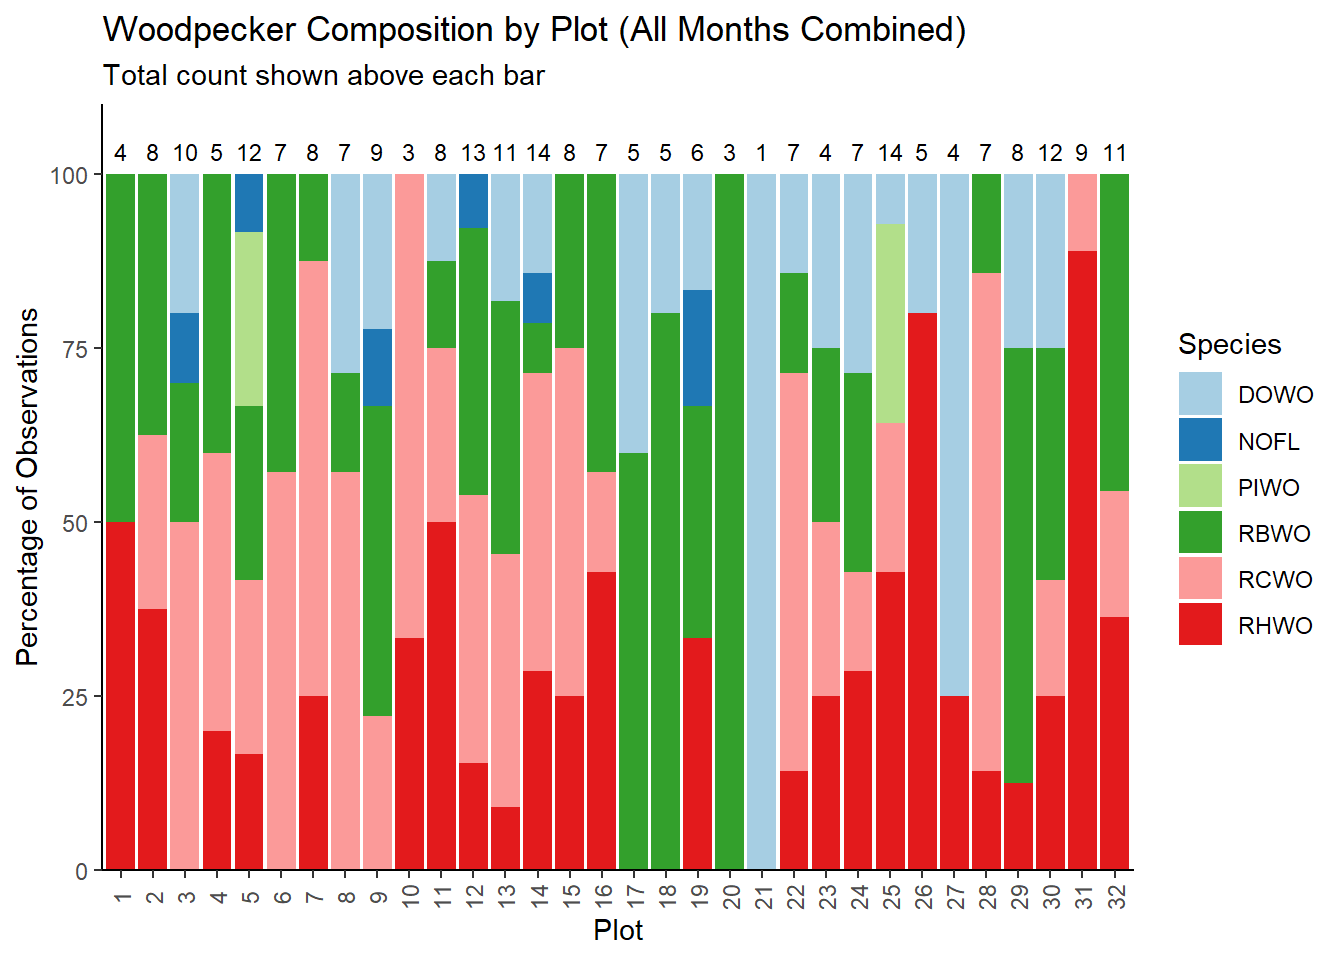 Woodpecker Composition by Plot (All Months Combined)
Total count shown above each bar
4 8 10 5 12 7 8 7 9 3 8 13 11 14 8 7 5 5 6 3 1 7 4 7 14 5 4 7 8 12 9 11
100
75
50
25
0
Percentage of Observations
1 2 3 4 5 6 7 8 9 10 11 12 13 14 15 16 17 18 19 20 21 22 23 24 25 26 27 28 29 30 31 32
Plot
Species
DOWO
NOFL
PIWO
RBWO
RCWO
RHWO